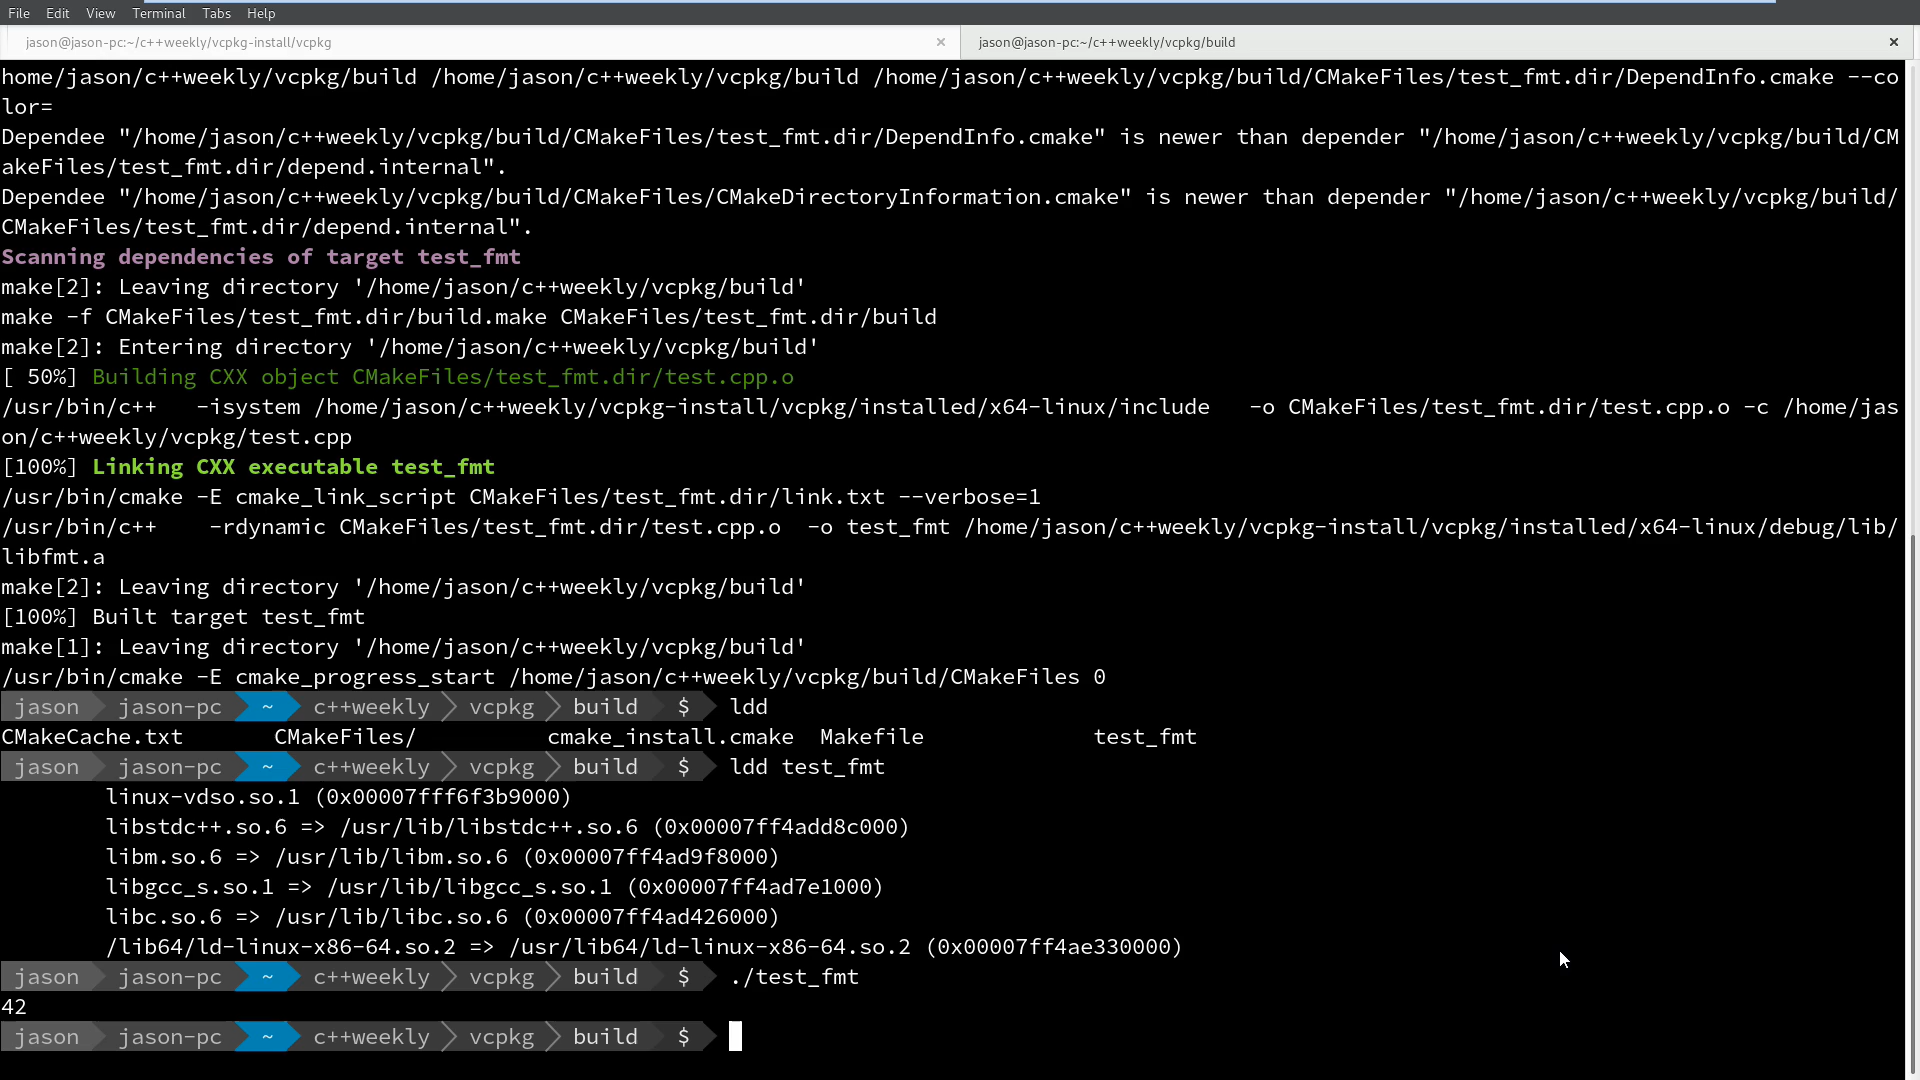 File Edit View Terminal Tabs Help
jason@jason-pc:~/c++weekly/vcpkg-install/vcpkg × jason@jason-pc:~/c++weekly/vcpkg/build ×
home/jason/c++weekly/vcpkg/build /home/jason/c++weekly/vcpkg/build /home/jason/c++weekly/vcpkg/build/CMakeFiles/test_fmt.dir/DependInfo.cmake --co
lor=
Dependee "/home/jason/c++weekly/vcpkg/build/CMakeFiles/test_fmt.dir/DependInfo.cmake" is newer than depender "/home/jason/c++weekly/vcpkg/build/CM
akeFiles/test_fmt.dir/depend.internal".
Dependee "/home/jason/c++weekly/vcpkg/build/CMakeFiles/CMakeDirectoryInformation.cmake" is newer than depender "/home/jason/c++weekly/vcpkg/build/
CMakeFiles/test_fmt.dir/depend.internal".
Scanning dependencies of target test_fmt
make[2]: Leaving directory '/home/jason/c++weekly/vcpkg/build'
make -f CMakeFiles/test_fmt.dir/build.make CMakeFiles/test_fmt.dir/build
make[2]: Entering directory '/home/jason/c++weekly/vcpkg/build'
[ 50%] Building CXX object CMakeFiles/test_fmt.dir/test.cpp.o
/usr/bin/c++   -isystem /home/jason/c++weekly/vcpkg-install/vcpkg/installed/x64-linux/include   -o CMakeFiles/test_fmt.dir/test.cpp.o -c /home/jas
on/c++weekly/vcpkg/test.cpp
[100%] Linking CXX executable test_fmt
/usr/bin/cmake -E cmake_link_script CMakeFiles/test_fmt.dir/link.txt --verbose=1
/usr/bin/c++    -rdynamic CMakeFiles/test_fmt.dir/test.cpp.o  -o test_fmt /home/jason/c++weekly/vcpkg-install/vcpkg/installed/x64-linux/debug/lib/
libfmt.a
make[2]: Leaving directory '/home/jason/c++weekly/vcpkg/build'
[100%] Built target test_fmt
make[1]: Leaving directory '/home/jason/c++weekly/vcpkg/build'
/usr/bin/cmake -E cmake_progress_start /home/jason/c++weekly/vcpkg/build/CMakeFiles 0
jason jason-pc ~ c++weekly vcpkg build $ ldd
CMakeCache.txt CMakeFiles/ cmake_install.cmake Makefile test_fmt
jason jason-pc ~ c++weekly vcpkg build $ ldd test_fmt
linux-vdso.so.1 (0x00007fff6f3b9000)
libstdc++.so.6 => /usr/lib/libstdc++.so.6 (0x00007ff4add8c000)
libm.so.6 => /usr/lib/libm.so.6 (0x00007ff4ad9f8000)
libgcc_s.so.1 => /usr/lib/libgcc_s.so.1 (0x00007ff4ad7e1000)
libc.so.6 => /usr/lib/libc.so.6 (0x00007ff4ad426000)
/lib64/ld-linux-x86-64.so.2 => /usr/lib64/ld-linux-x86-64.so.2 (0x00007ff4ae330000)
jason jason-pc ~ c++weekly vcpkg build $ ./test_fmt
42
jason jason-pc ~ c++weekly vcpkg build $